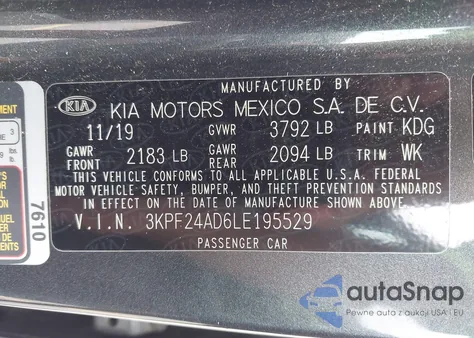 MANUFACTURED BY
KIA KIA MOTORS MEXICO S.A. DE C.V.
11/19 GVWR 3792 LB PAINT KDG
GAWR FRONT 2183 LB GAWR REAR 2094 LB TRIM WK
THIS VEHICLE CONFORMS TO ALL APPLICABLE U.S.A. FEDERAL
MOTOR VEHICLE SAFETY, BUMPER, AND THEFT PREVENTION STANDARDS
IN EFFECT ON THE DATE OF MANUFACTURE SHOWN ABOVE.
V.I.N. 3KPF24AD6LE195529
PASSENGER CAR
7610
autoSnap
Pewne auta z aukcji USA i EU